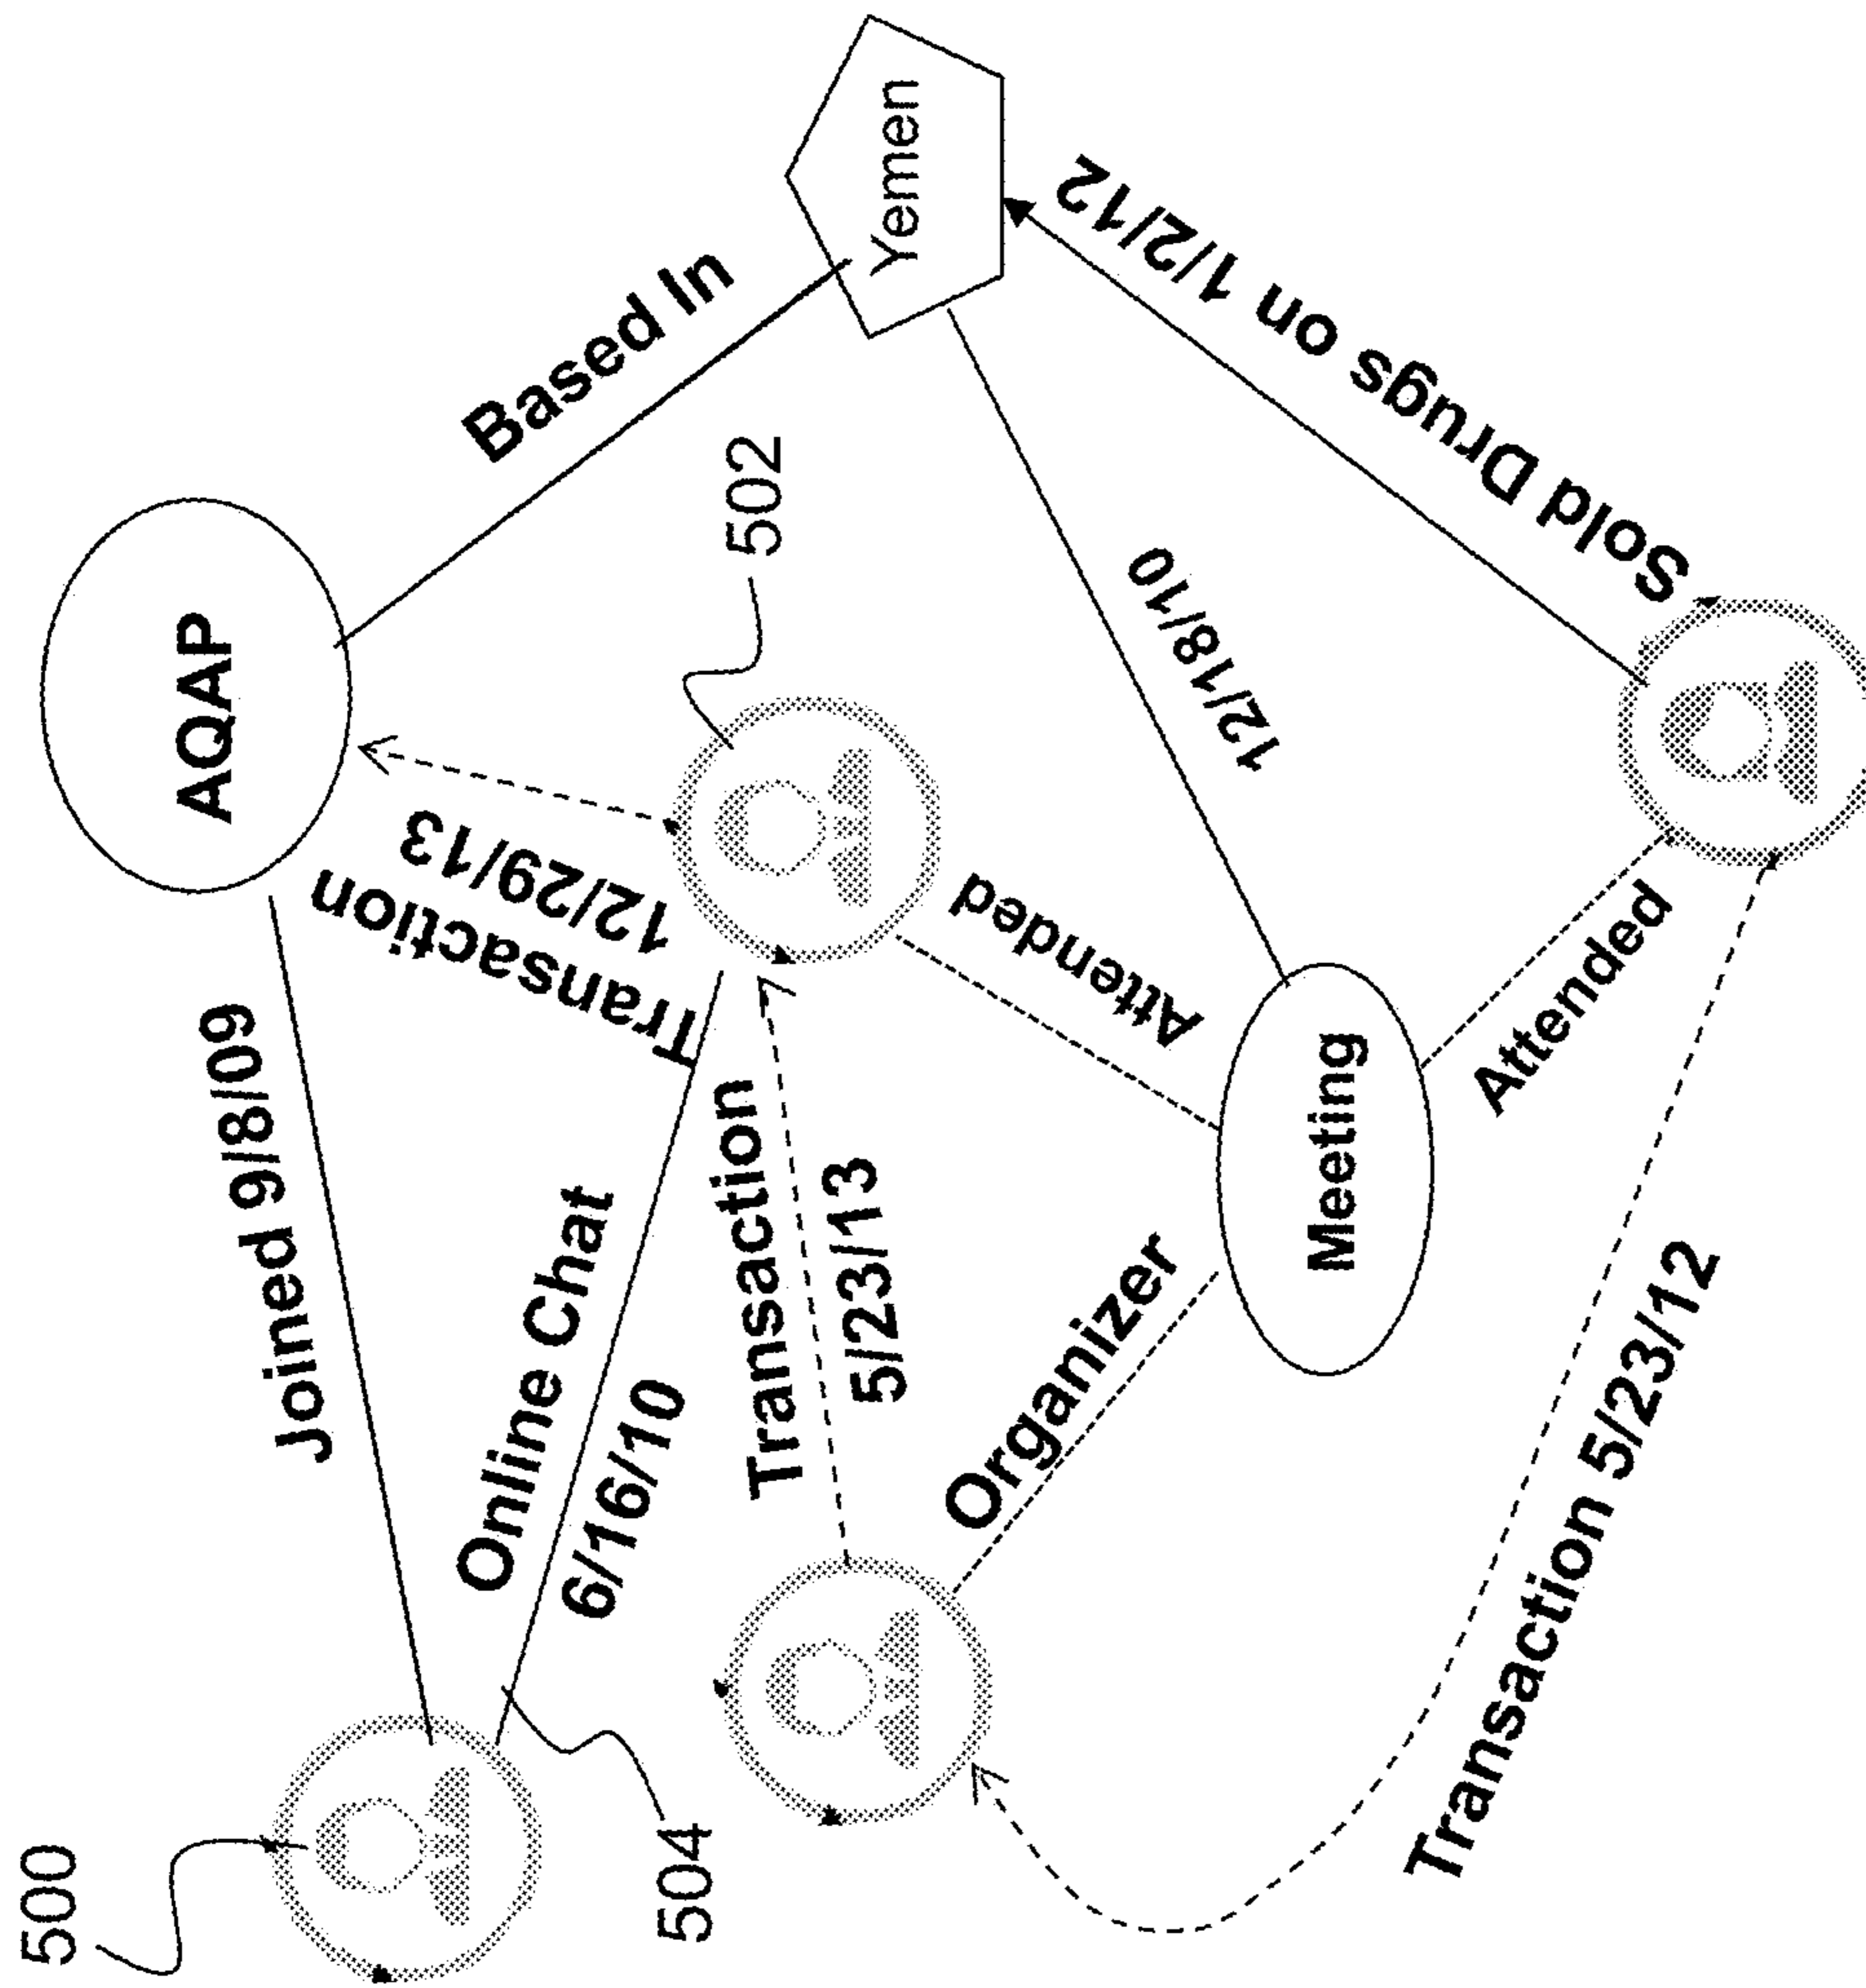 500
Joined 9/8/09
AQAP
Based In
Yemen
Online Chat
6/16/10
504
Transaction
12/29/13
502
Transaction
5/23/13
Organizer
Attended
Meeting
12/18/10
Attended
Sold Drugs on 1/2/12
Transaction 5/23/12